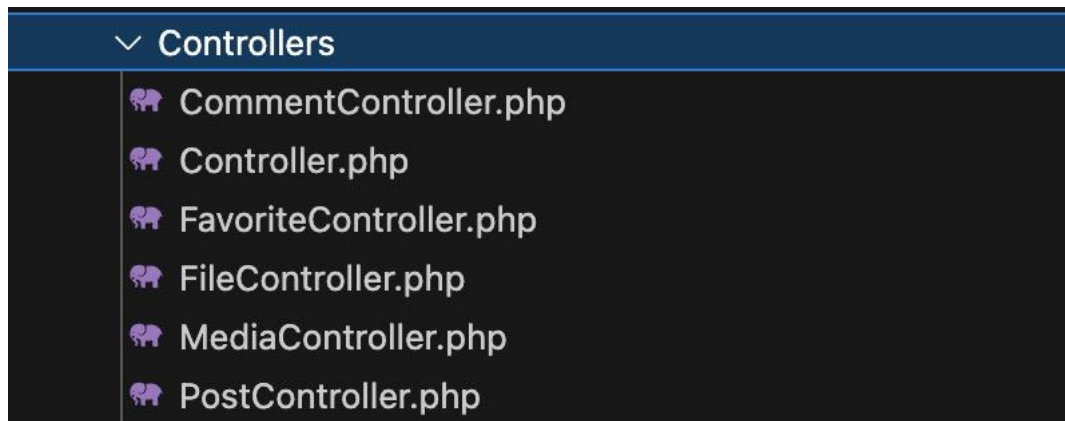 Controllers
CommentController.php
Controller.php
FavoriteController.php
FileController.php
MediaController.php
PostController.php